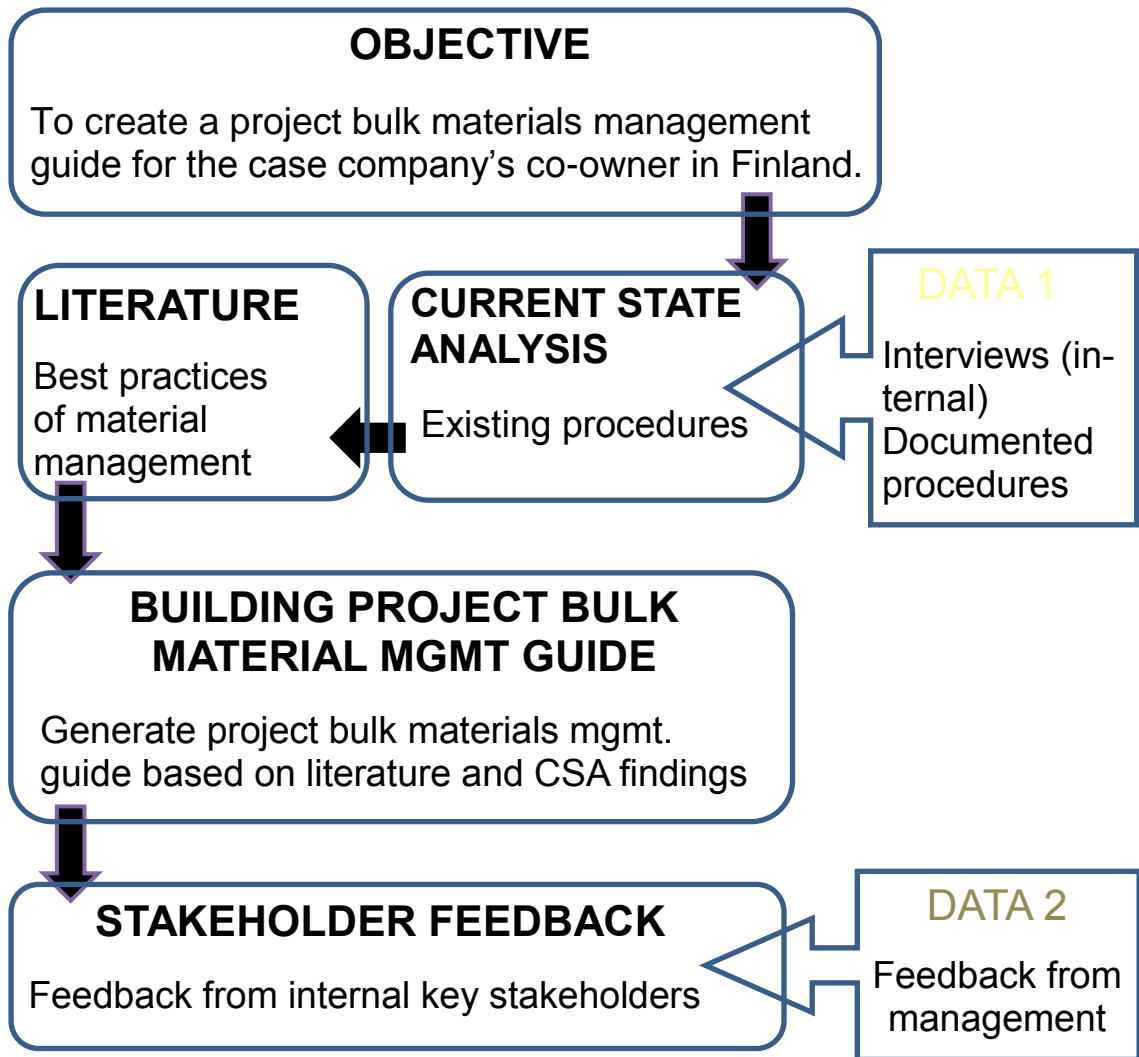 OBJECTIVE
To create a project bulk materials management
guide for the case company's co-owner in Finland.
LITERATURE
Best practices
of material
management
CURRENT STATE
ANALYSIS
Existing procedures
DATA 1
Interviews (in-
ternal)
Documented
procedures
BUILDING PROJECT BULK
MATERIAL MGMT GUIDE
Generate project bulk materials mgmt.
guide based on literature and CSA findings
STAKEHOLDER FEEDBACK
Feedback from internal key stakeholders
DATA 2
Feedback from
management